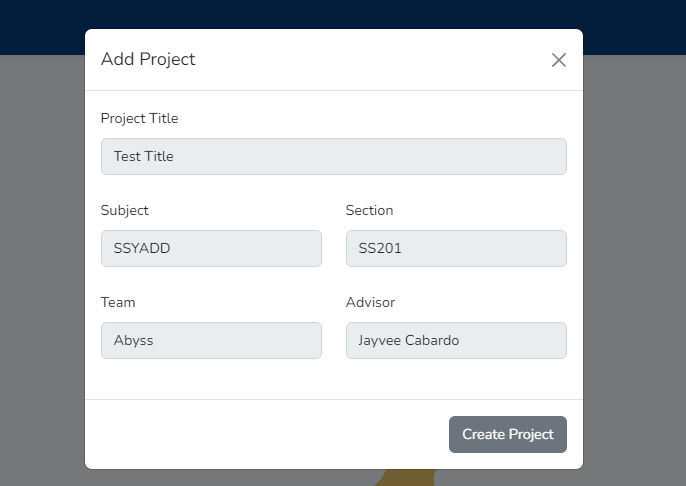 Add Project
Project Title
Test Title
Subject
Section
SSYADD
SS201
Team
Advisor
Abyss
Jayvee Cabardo
Create Project